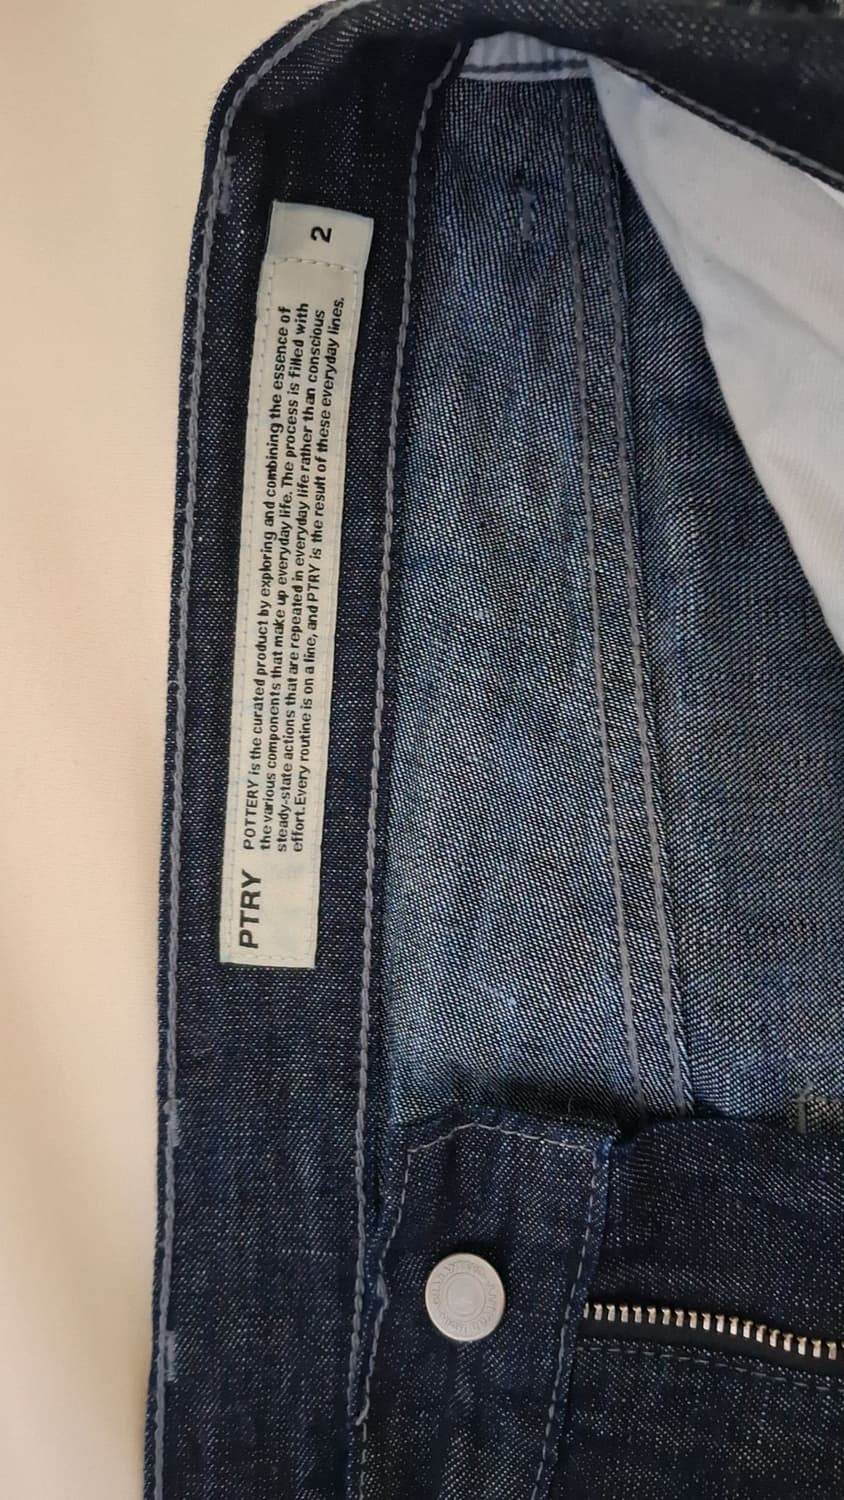 PTRY
POTTERY is the curated product by exploring and combining the essence of
the various components that make up everyday life. The process is filled with
steady-state actions that are repeated in everyday life rather than conscious
effort. Every routine is on a line, and PTRY is the result of these everyday lines.
2